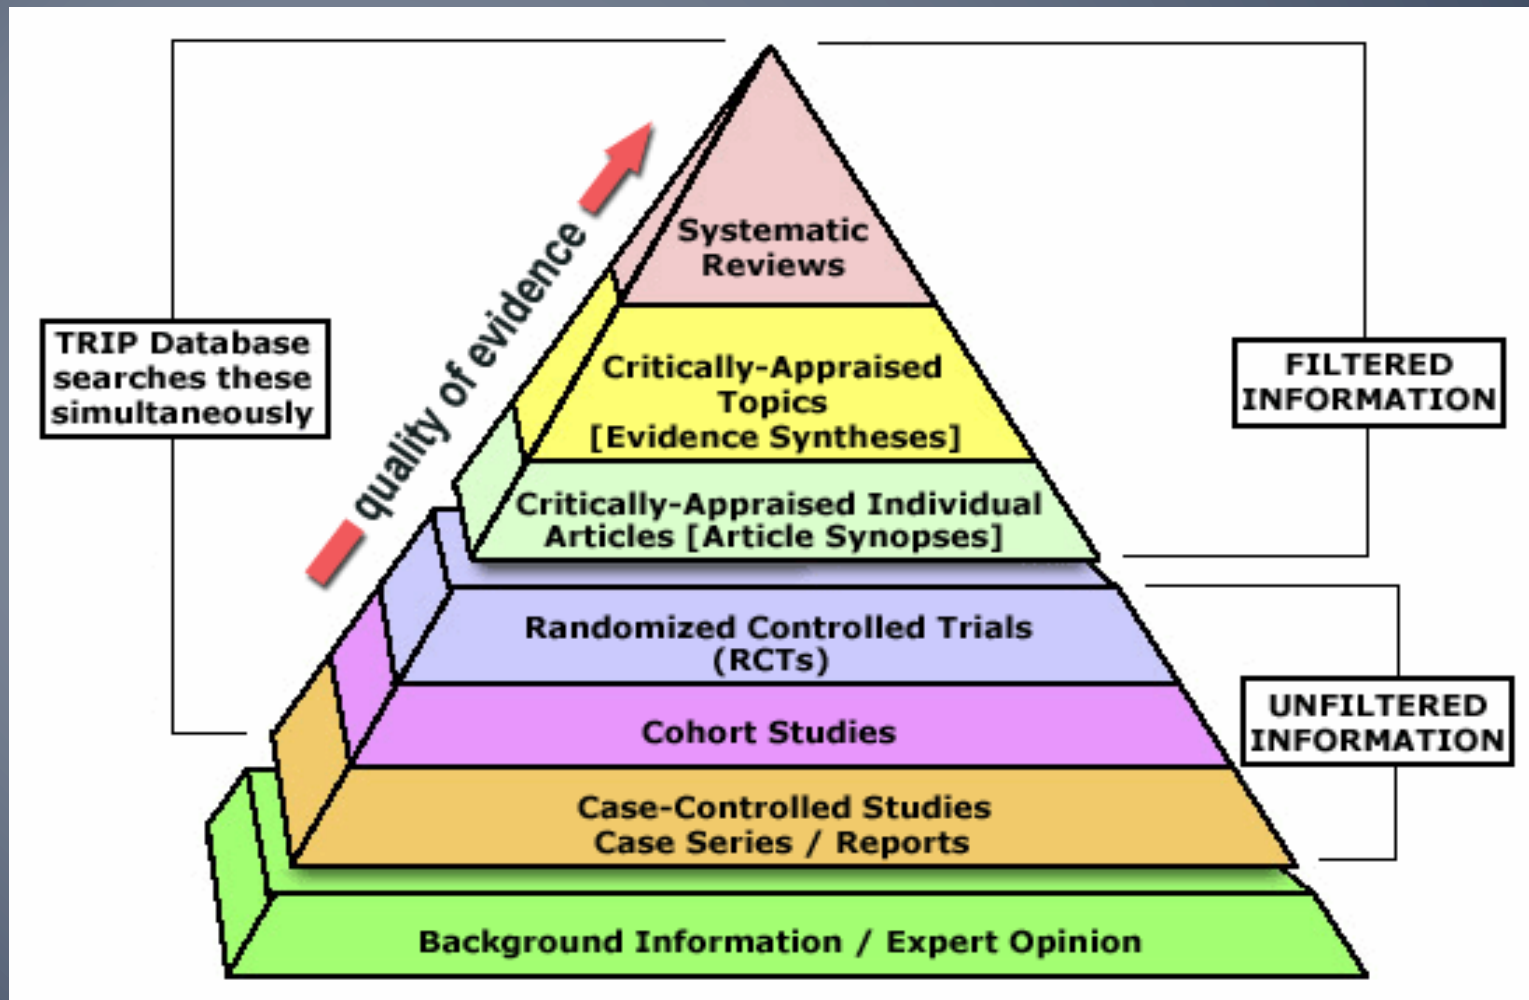 Systematic
Reviews
TRIP Database
searches these
simultaneously
quality of evidence
Critically-Appraised
Topics
[Evidence Syntheses]
FILTERED
INFORMATION
Critically-Appraised Individual
Articles [Article Synopses]
Randomized Controlled Trials
(RCTs)
UNFILTERED
INFORMATION
Cohort Studies
Case-Controlled Studies
Case Series / Reports
Background Information / Expert Opinion